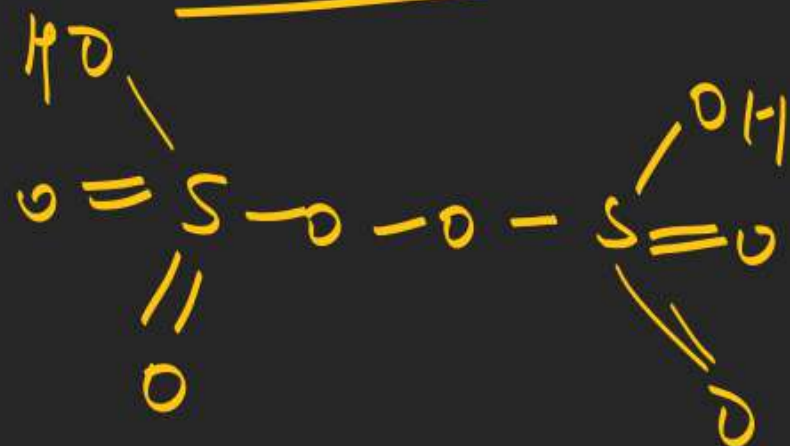 HO
OH
O = S - O - O - S = O
O
O